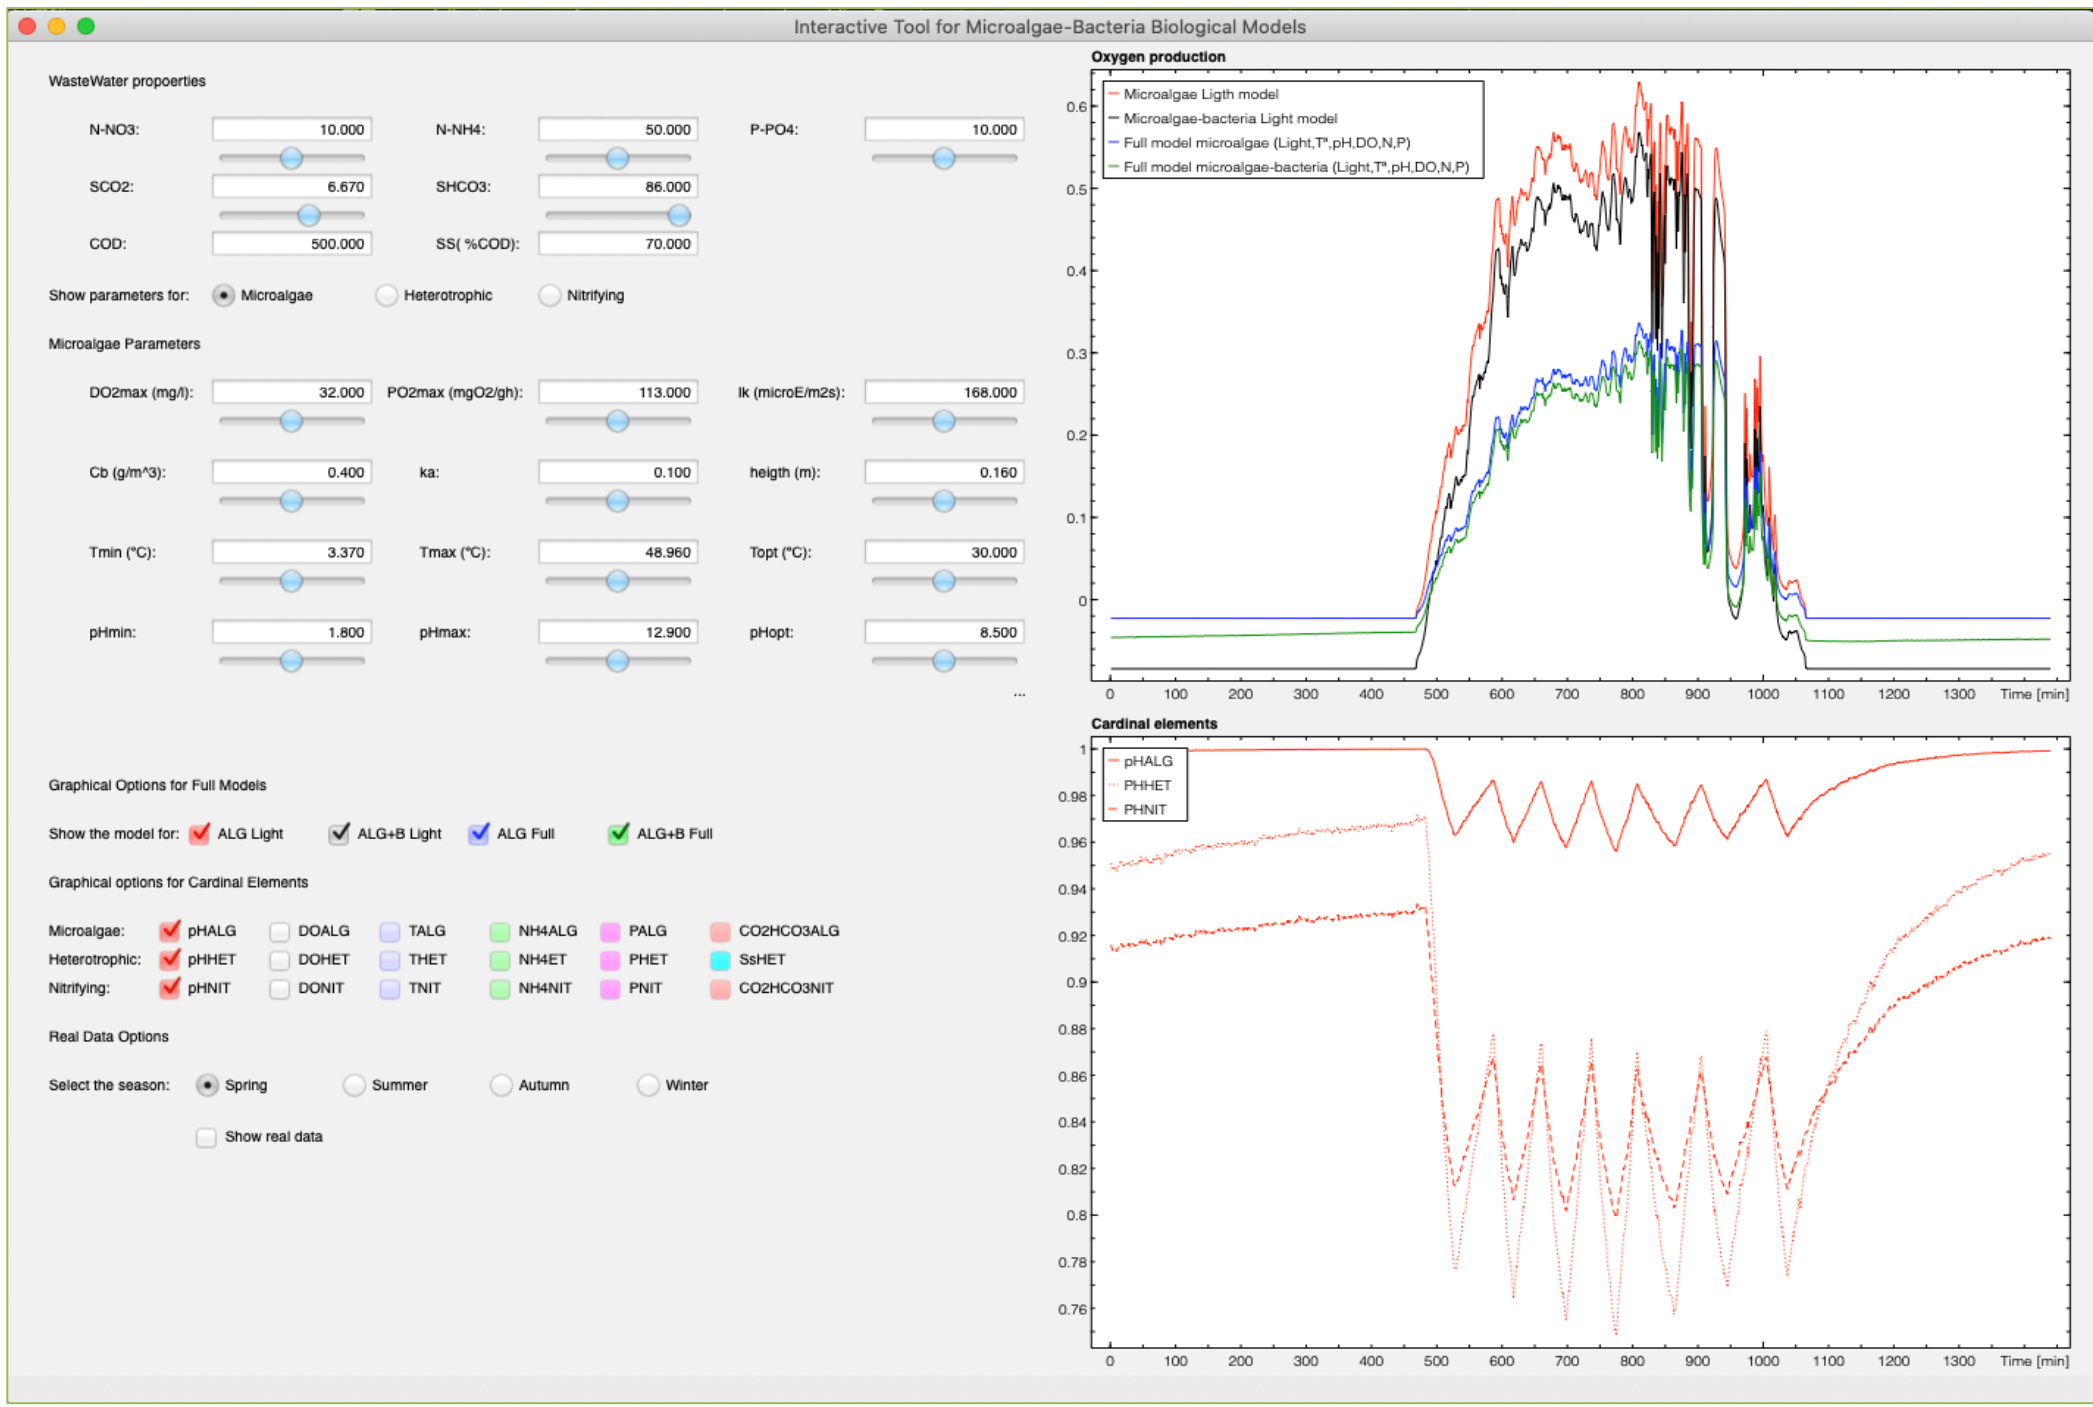 Interactive Tool for Microalgae-Bacteria Biological Models
WasteWater propoerties
N-NO3: 10.000 N-NH4: 50.000 P-PO4: 10.000
SCO2: 6.670 SHCO3: 86.000
COD: 500.000 SS( %COD): 70.000
Show parameters for: Microalgae Heterotrophic Nitrifying
Microalgae Parameters
DO2max (mg/l): 32.000 PO2max (mgO2/gh): 113.000 Ik (microE/m2s): 168.000
Cb (g/m^3): 0.400 ka: 0.100 heigth (m): 0.160
Tmin (ºC): 3.370 Tmax (ºC): 48.960 Topt (ºC): 30.000
pHmin: 1.800 pHmax: 12.900 pHopt: 8.500
...
Graphical Options for Full Models
Show the model for: ALG Light ALG+B Light ALG Full ALG+B Full
Graphical options for Cardinal Elements
Microalgae: pHALG DOALG TALG NH4ALG PALG CO2HCO3ALG
Heterotrophic: pHHET DOHET THET NH4ET PHET SsHET
Nitrifying: pHNIT DONIT TNIT NH4NIT PNIT CO2HCO3NIT
Real Data Options
Select the season: Spring Summer Autumn Winter
Show real data
Oxygen production
Microalgae Ligth model
Microalgae-bacteria Light model
Full model microalgae (Light,Tª,pH,DO,N,P)
Full model microalgae-bacteria (Light,Tª,pH,DO,N,P)
0.6
0.5
0.4
0.3
0.2
0.1
0
0 100 200 300 400 500 600 700 800 900 1000 1100 1200 1300 Time [min]
Cardinal elements
pHALG
PHHET
PHNIT
1
0.98
0.96
0.94
0.92
0.9
0.88
0.86
0.84
0.82
0.8
0.78
0.76
0 100 200 300 400 500 600 700 800 900 1000 1100 1200 1300 Time [min]